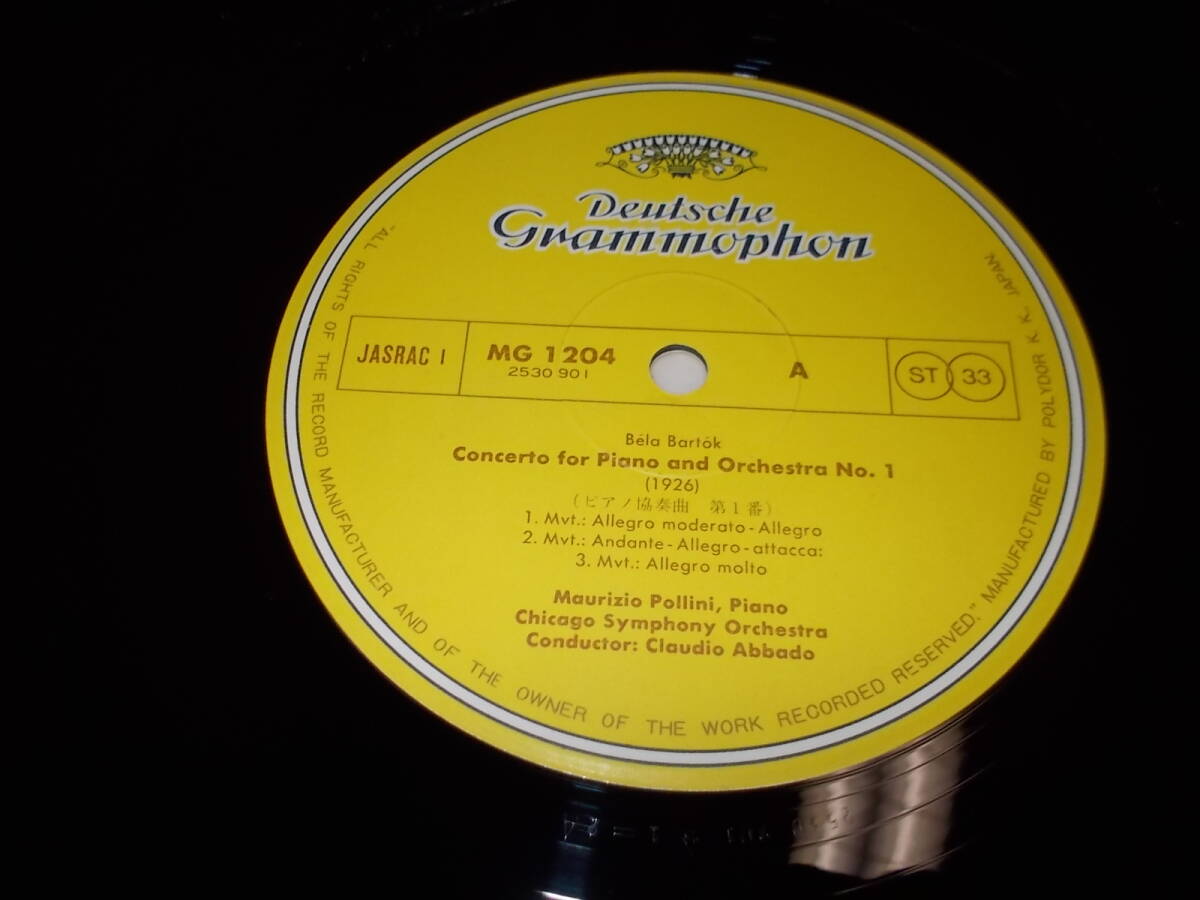 Deutsche
Grammophon
JASRAC I
MG 1204
2530 901
A
ST 33
Béla Bartók
Concerto for Piano and Orchestra No. 1
(1926)
(ピアノ協奏曲 第1番)
1. Mvt.: Allegro moderato - Allegro
2. Mvt.: Andante - Allegro - attacca:
3. Mvt.: Allegro molto
Maurizio Pollini, Piano
Chicago Symphony Orchestra
Conductor: Claudio Abbado
"ALL RIGHTS OF THE RECORD MANUFACTURER AND OF THE OWNER OF THE WORK RECORDED RESERVED." MANUFACTURED BY POLYDOR K. K. JAPAN